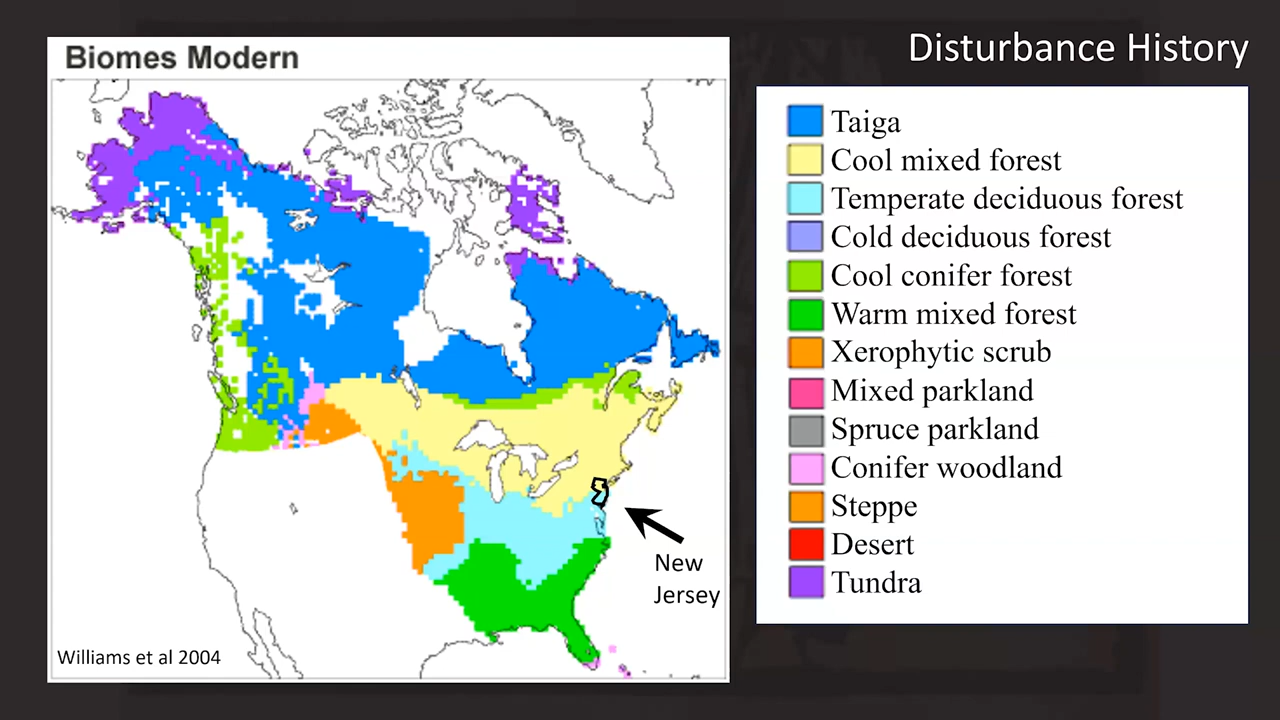 Disturbance History
Biomes Modern
New
Jersey
Williams et al 2004
Taiga
Cool mixed forest
Temperate deciduous forest
Cold deciduous forest
Cool conifer forest
Warm mixed forest
Xerophytic scrub
Mixed parkland
Spruce parkland
Conifer woodland
Steppe
Desert
Tundra